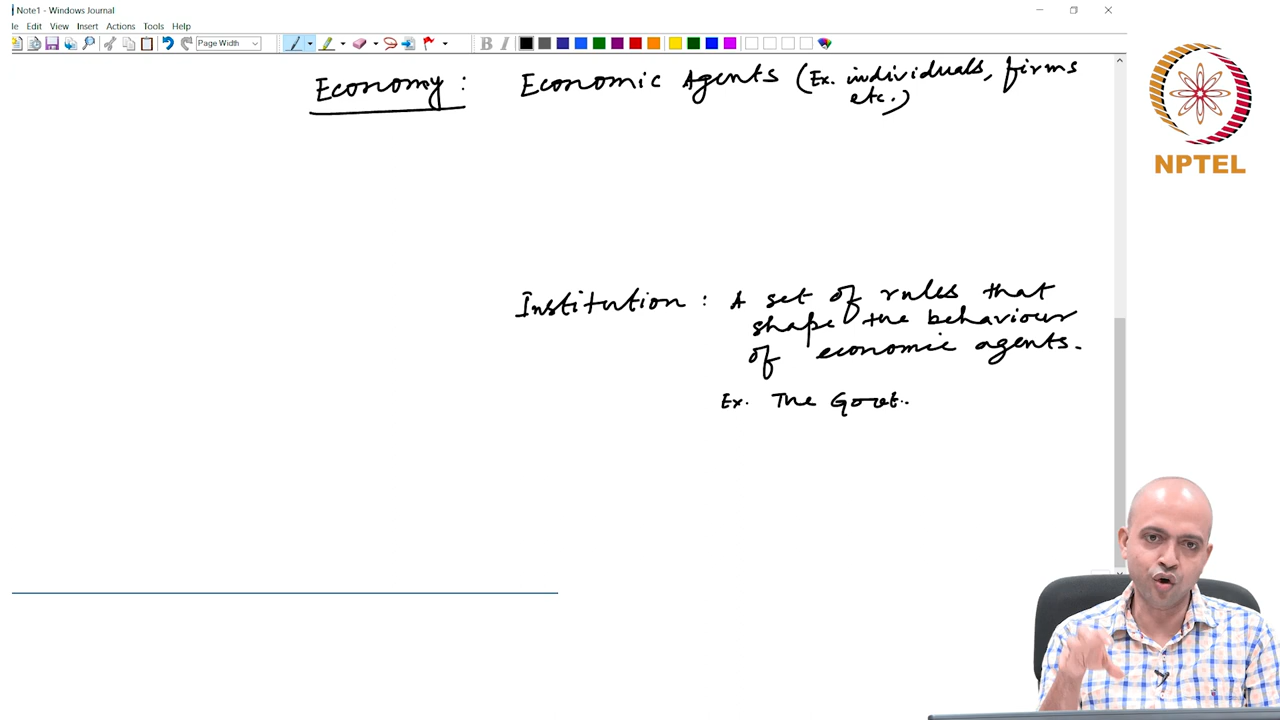 Note1 - Windows Journal
le Edit View Insert Actions Tools Help
Page Width
B I
Economy : Economic Agents (Ex. individuals, firms
etc.)
NPTEL
Institution : A set of rules that
shape the behaviour
of economic agents.
Ex. The Govt.